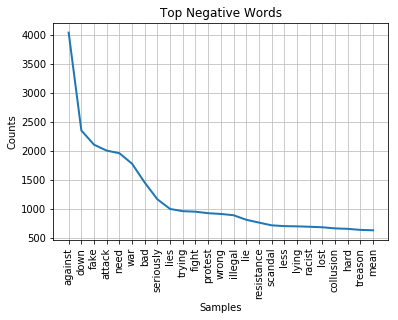 Top Negative Words
Counts
4000
3500
3000
2500
2000
1500
1000
500
against
down
fake
attack
need
war
bad
seriously
lies
trying
fight
protest
wrong
illegal
lie
resistance
scandal
less
lying
racist
lost
collusion
hard
treason
mean
Samples